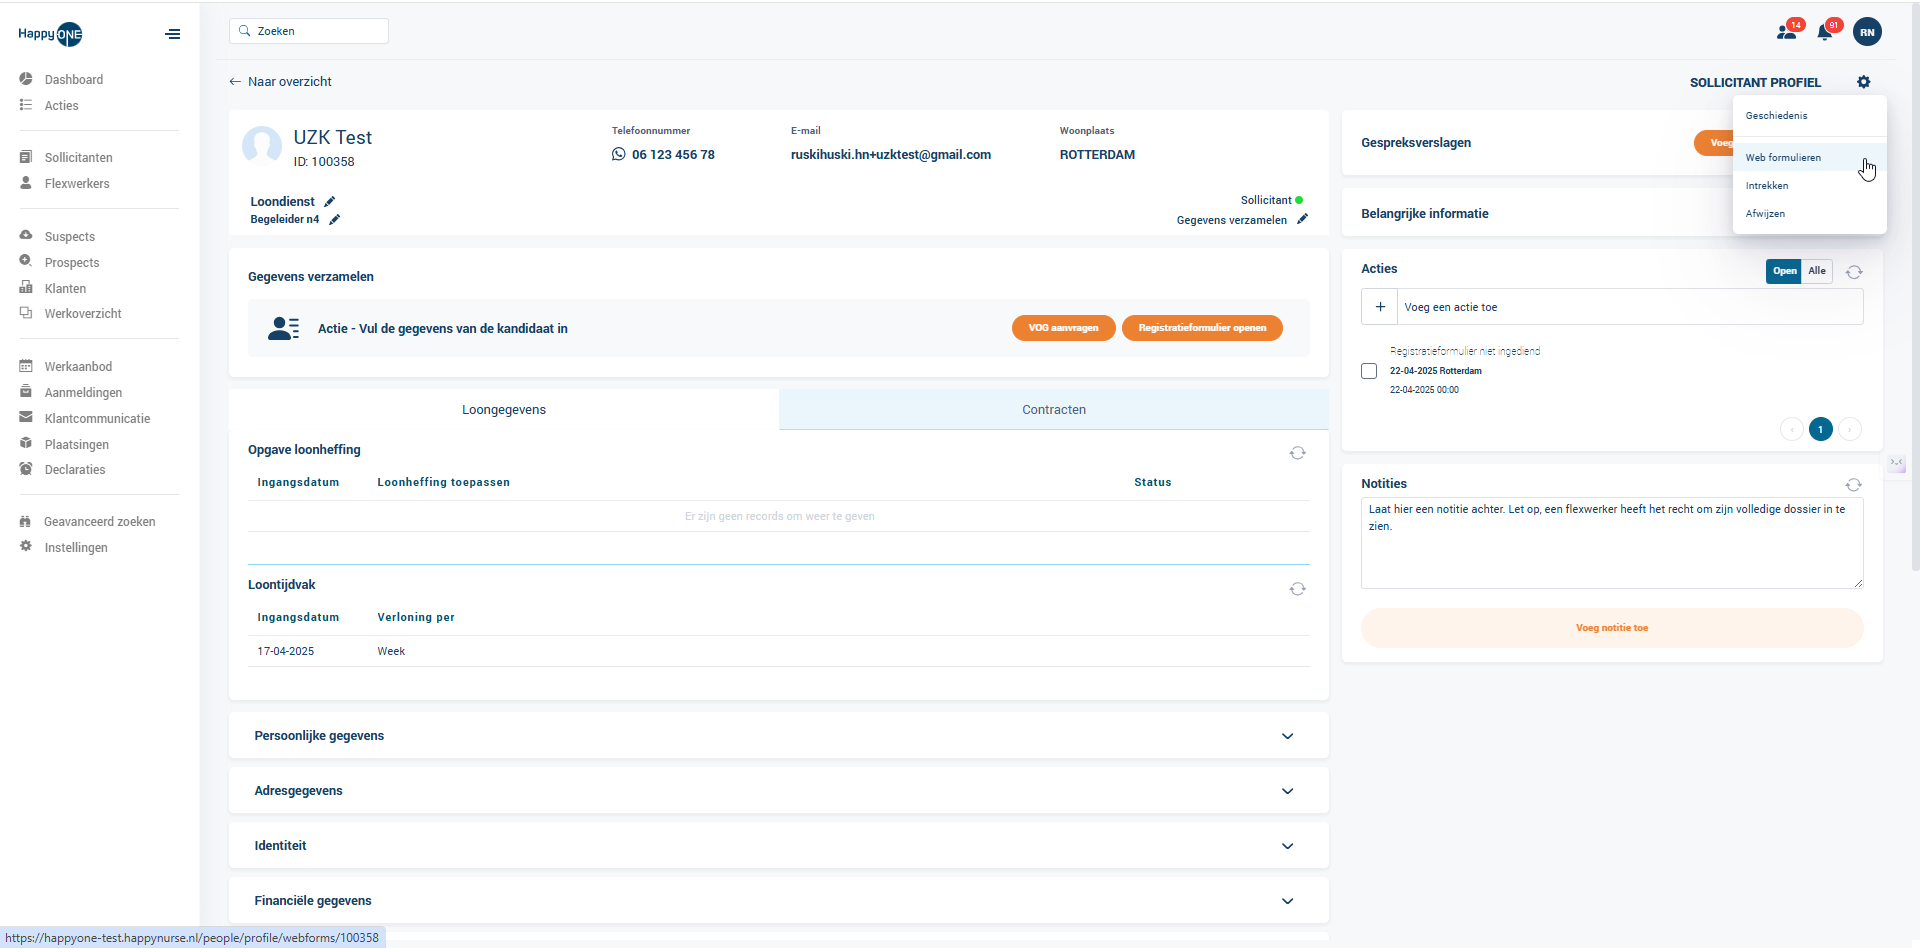 Happy ONE
Dashboard
Acties
Sollicitanten
Flexwerkers
Suspects
Prospects
Klanten
Werkoverzicht
Werkaanbod
Aanmeldingen
Klantcommunicatie
Plaatsingen
Declaraties
Geavanceerd zoeken
Instellingen
Zoeken
14
91
RN
Naar overzicht
SOLLICITANT PROFIEL
Geschiedenis
Web formulieren
Intrekken
Afwijzen
UZK Test
ID: 100358
Telefoonnummer
06 123 456 78
E-mail
ruskihuski.hn+uzktest@gmail.com
Woonplaats
ROTTERDAM
Loondienst
Begeleider n4
Sollicitant
Gegevens verzamelen
Gegevens verzamelen
Actie - Vul de gegevens van de kandidaat in
VOG aanvragen
Registratieformulier openen
Loongegevens
Contracten
Opgave loonheffing
Ingangsdatum Loonheffing toepassen Status
Er zijn geen records om weer te geven
Loontijdvak
Ingangsdatum Verloning per
17-04-2025 Week
Persoonlijke gegevens
Adresgegevens
Identiteit
Financiële gegevens
Gespreksverslagen
Voeg
Belangrijke informatie
Acties
Open Alle
+ Voeg een actie toe
Registratieformulier niet ingediend
22-04-2025 Rotterdam
22-04-2025 00:00
‹ 1 ›
Notities
Laat hier een notitie achter. Let op, een flexwerker heeft het recht om zijn volledige dossier in te
zien.
Voeg notitie toe
https://happyone-test.happynurse.nl/people/profile/webforms/100358